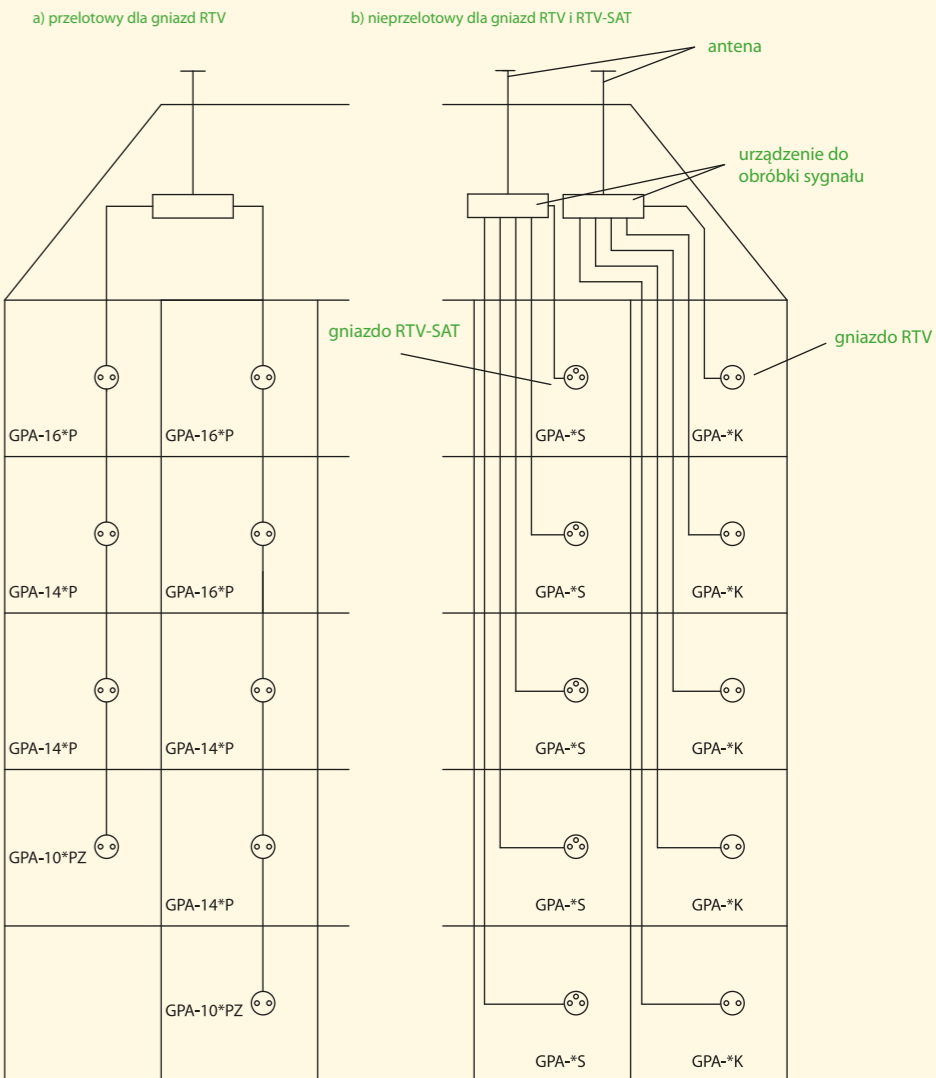 a) przelotowy dla gniazd RTV
b) nieprzelotowy dla gniazd RTV i RTV-SAT
antena
urządzenie do
obróbki sygnału
gniazdo RTV-SAT
gniazdo RTV
GPA-16*P
GPA-16*P
GPA-*S
GPA-*K
GPA-14*P
GPA-16*P
GPA-*S
GPA-*K
GPA-14*P
GPA-14*P
GPA-*S
GPA-*K
GPA-10*PZ
GPA-14*P
GPA-*S
GPA-*K
GPA-10*PZ
GPA-*S
GPA-*K